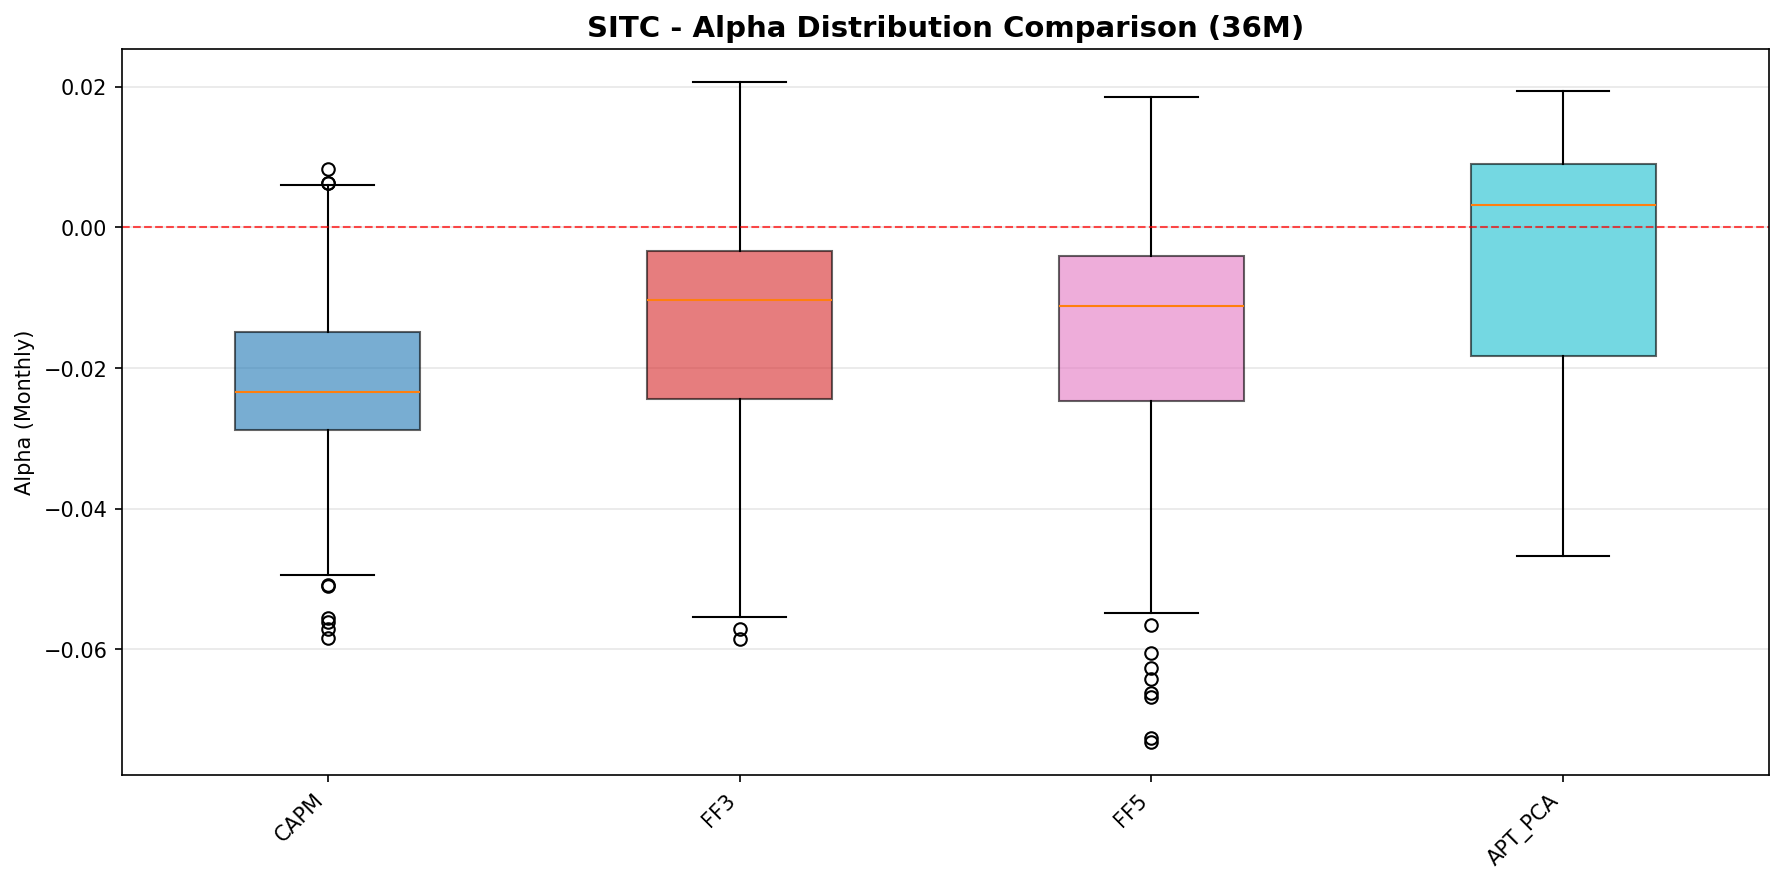 SITC - Alpha Distribution Comparison (36M)
Alpha (Monthly)
0.02
0.00
−0.02
−0.04
−0.06
CAPM
FF3
FF5
APT_PCA